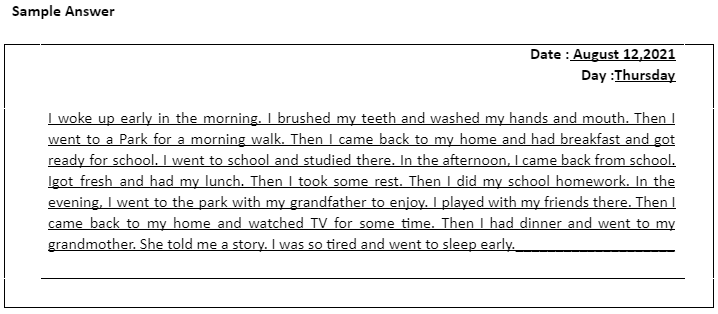 Sample Answer
Date : August 12,2021
Day :Thursday
I woke up early in the morning. I brushed my teeth and washed my hands and mouth. Then I
went to a Park for a morning walk. Then I came back to my home and had breakfast and got
ready for school. I went to school and studied there. In the afternoon, I came back from school.
Igot fresh and had my lunch. Then I took some rest. Then I did my school homework. In the
evening, I went to the park with my grandfather to enjoy. I played with my friends there. Then I
came back to my home and watched TV for some time. Then I had dinner and went to my
grandmother. She told me a story. I was so tired and went to sleep early.